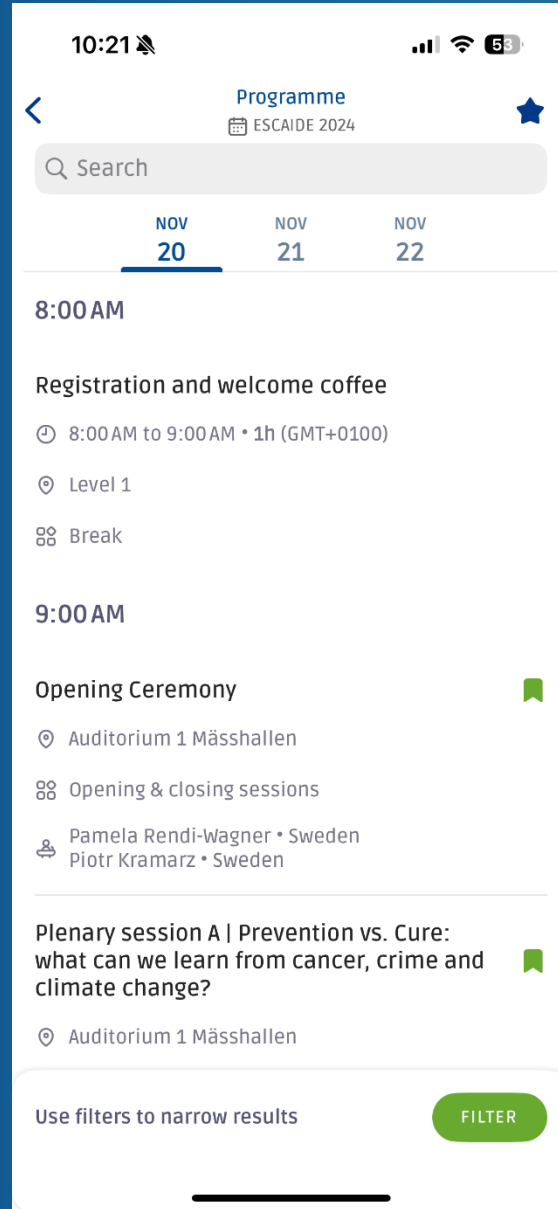 10:21
53
Programme
ESCAIDE 2024
Search
NOV NOV NOV
20 21 22
8:00 AM
Registration and welcome coffee
8:00 AM to 9:00 AM • 1h (GMT+0100)
Level 1
Break
9:00 AM
Opening Ceremony
Auditorium 1 Mässhallen
Opening & closing sessions
Pamela Rendi-Wagner • Sweden
Piotr Kramarz • Sweden
Plenary session A | Prevention vs. Cure:
what can we learn from cancer, crime and
climate change?
Auditorium 1 Mässhallen
Use filters to narrow results
FILTER